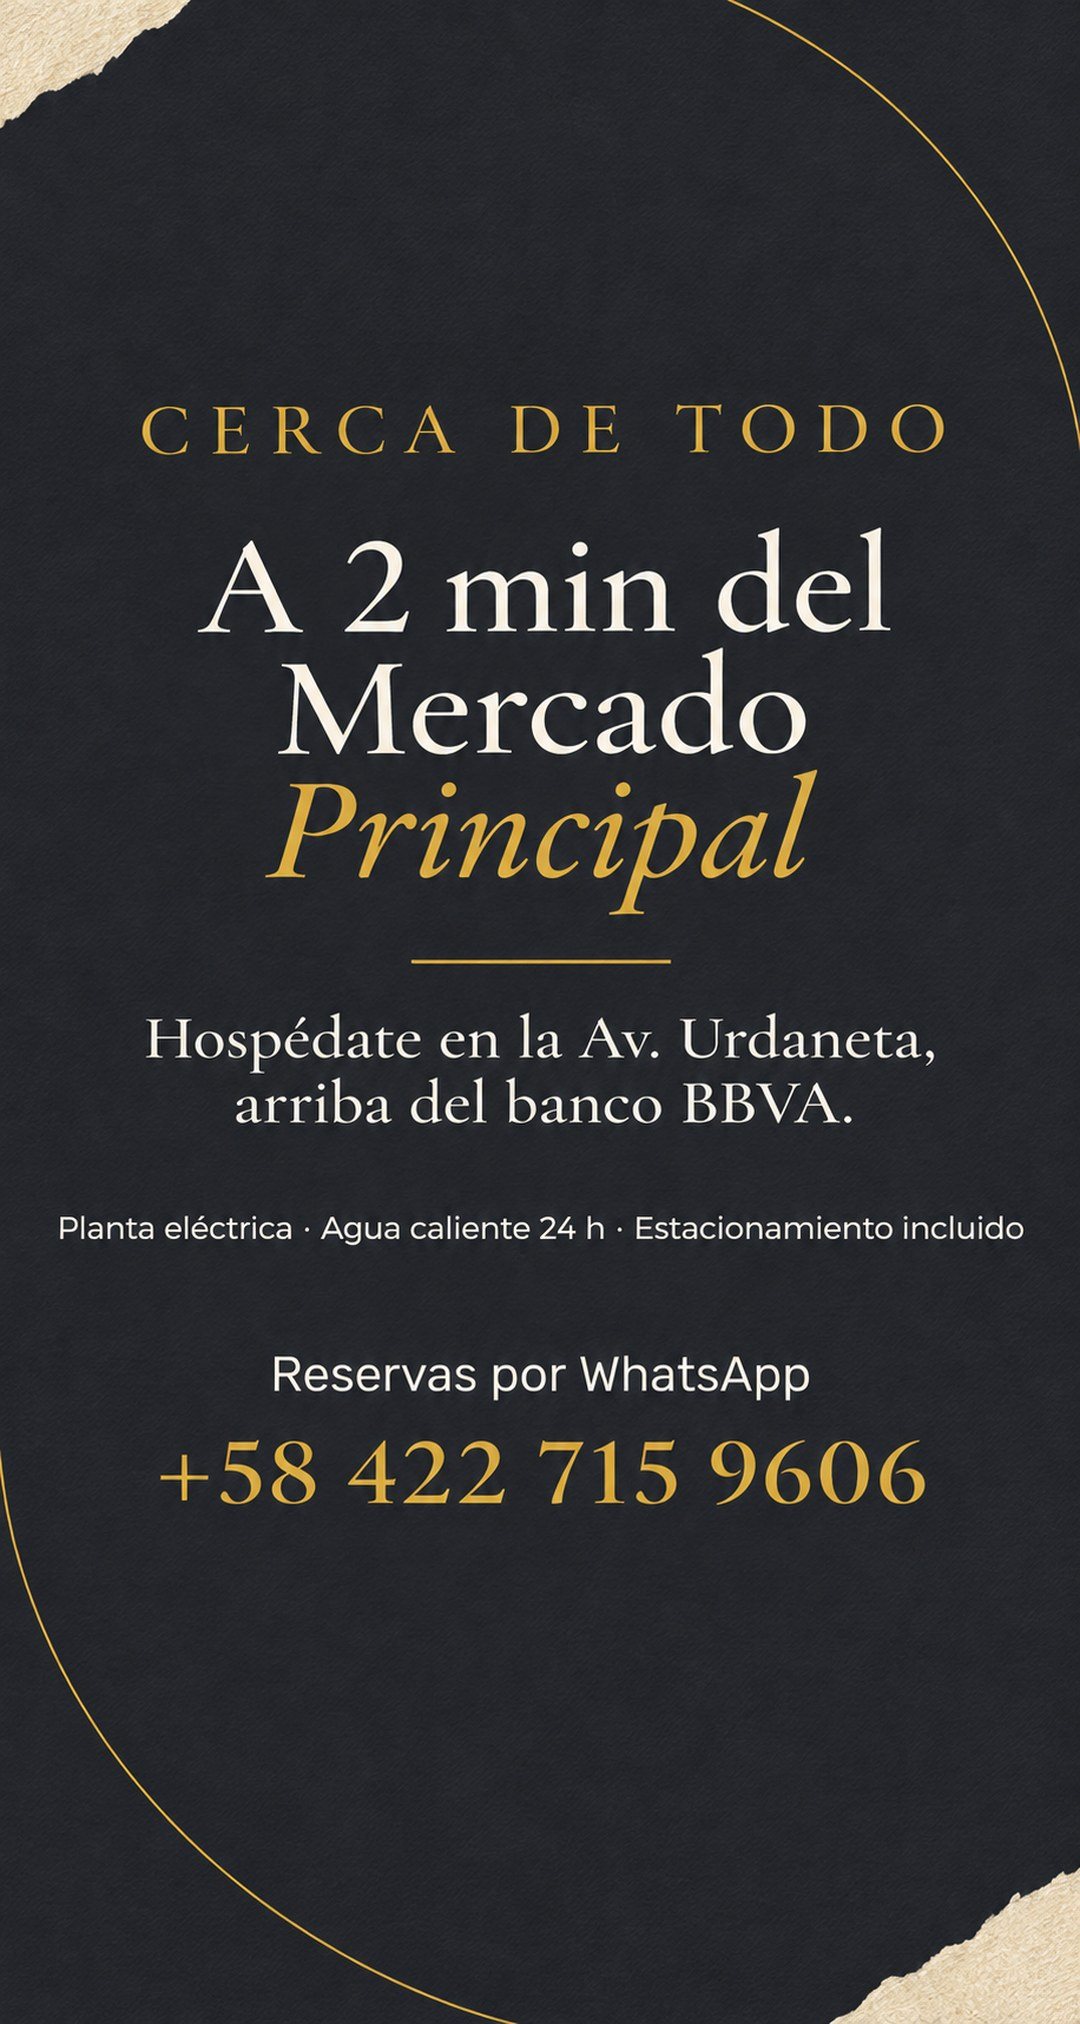 CERCA DE TODO
A 2 min del
Mercado
Principal
Hospédate en la Av. Urdaneta,
arriba del banco BBVA.
Planta eléctrica · Agua caliente 24 h · Estacionamiento incluido
Reservas por WhatsApp
+58 422 715 9606